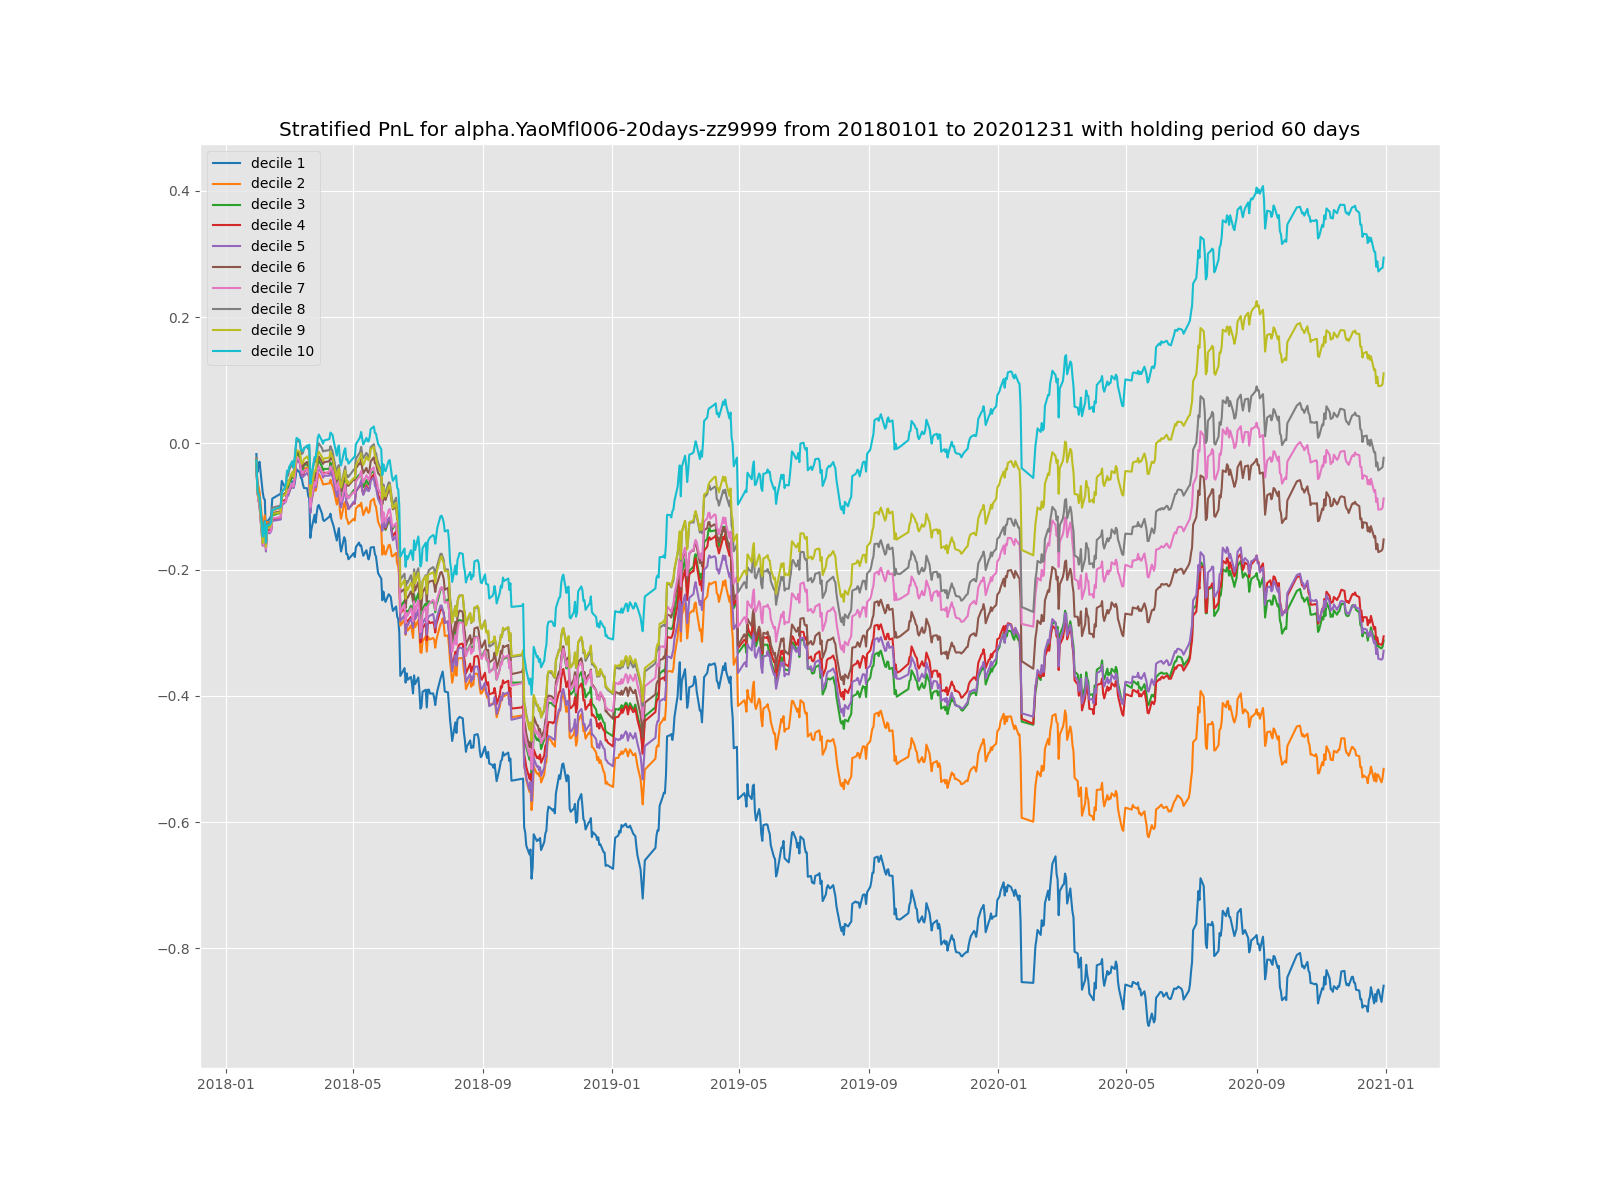 Stratified PnL for alpha.YaoMfl006-20days-zz9999 from 20180101 to 20201231 with holding period 60 days
decile 1
decile 2
decile 3
decile 4
decile 5
decile 6
decile 7
decile 8
decile 9
decile 10
0.4
0.2
0.0
−0.2
−0.4
−0.6
−0.8
2018-01 2018-05 2018-09 2019-01 2019-05 2019-09 2020-01 2020-05 2020-09 2021-01